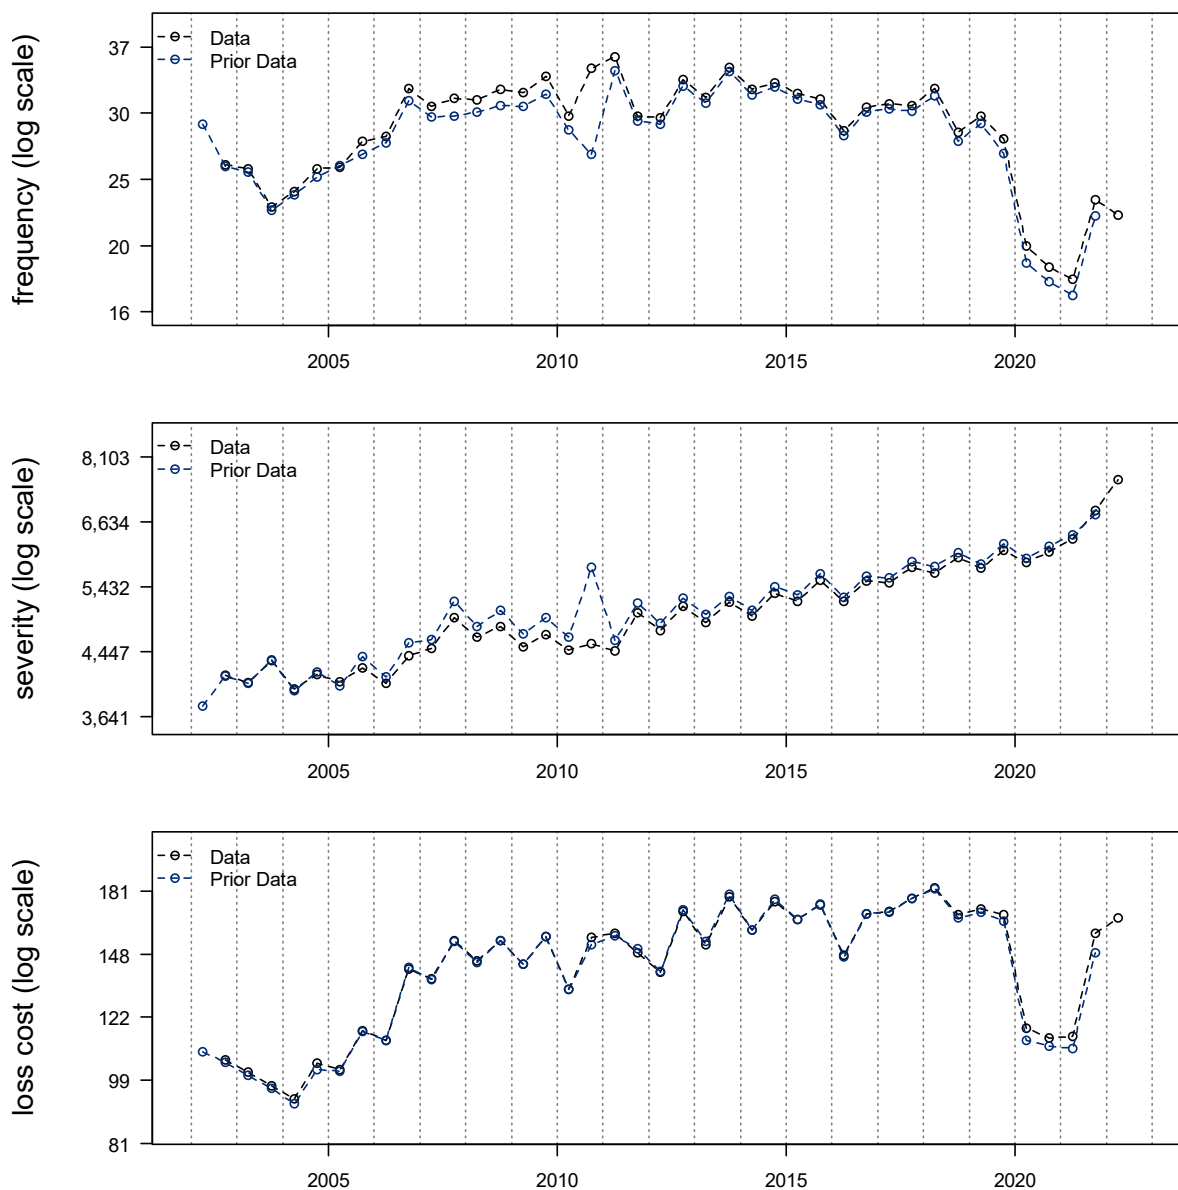 frequency (log scale)
Data
Prior Data
37
30
25
20
16
2005 2010 2015 2020
severity (log scale)
Data
Prior Data
8,103
6,634
5,432
4,447
3,641
2005 2010 2015 2020
loss cost (log scale)
Data
Prior Data
181
148
122
99
81
2005 2010 2015 2020